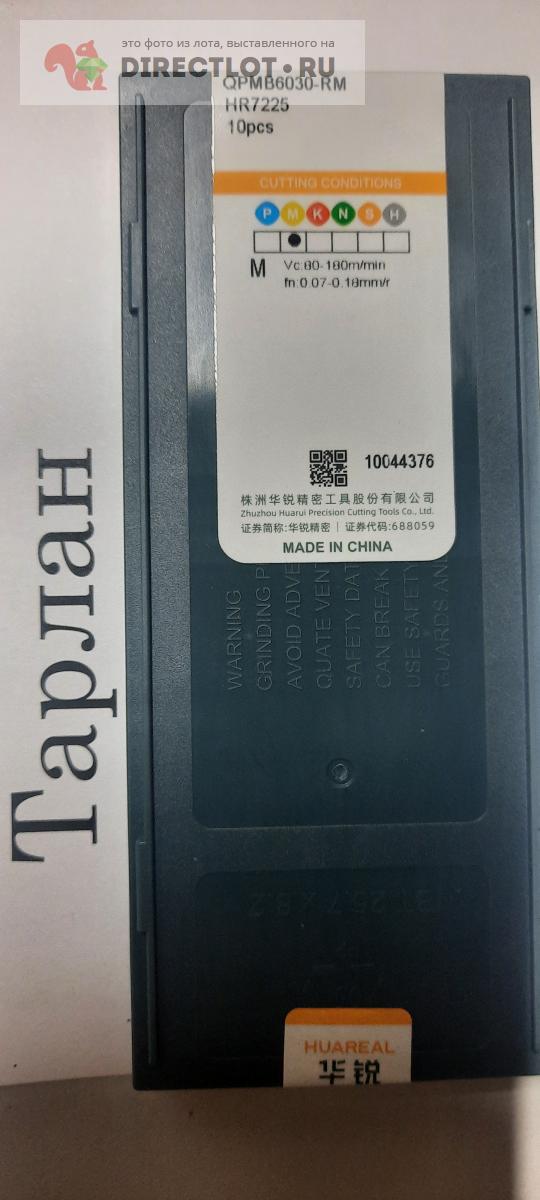 это фото из лота, выставленного на
DIRECTLOT.RU
QPMB6030-RM
HR7225
10pcs
CUTTING CONDITIONS
P M K N S H
M Vc:80-180m/min
fn:0.07-0.18mm/r
10044376
株洲华锐精密工具股份有限公司
Zhuzhou Huarui Precision Cutting Tools Co., Ltd.
证券简称:华锐精密 | 证券代码:688059
MADE IN CHINA
WARNING
GRINDING P
AVOID ADVE
QUATE VENT
SAFETY DAT
CAN BREAK
USE SAFETY
GUARDS AN
Тарлан
HUAREAL
华锐